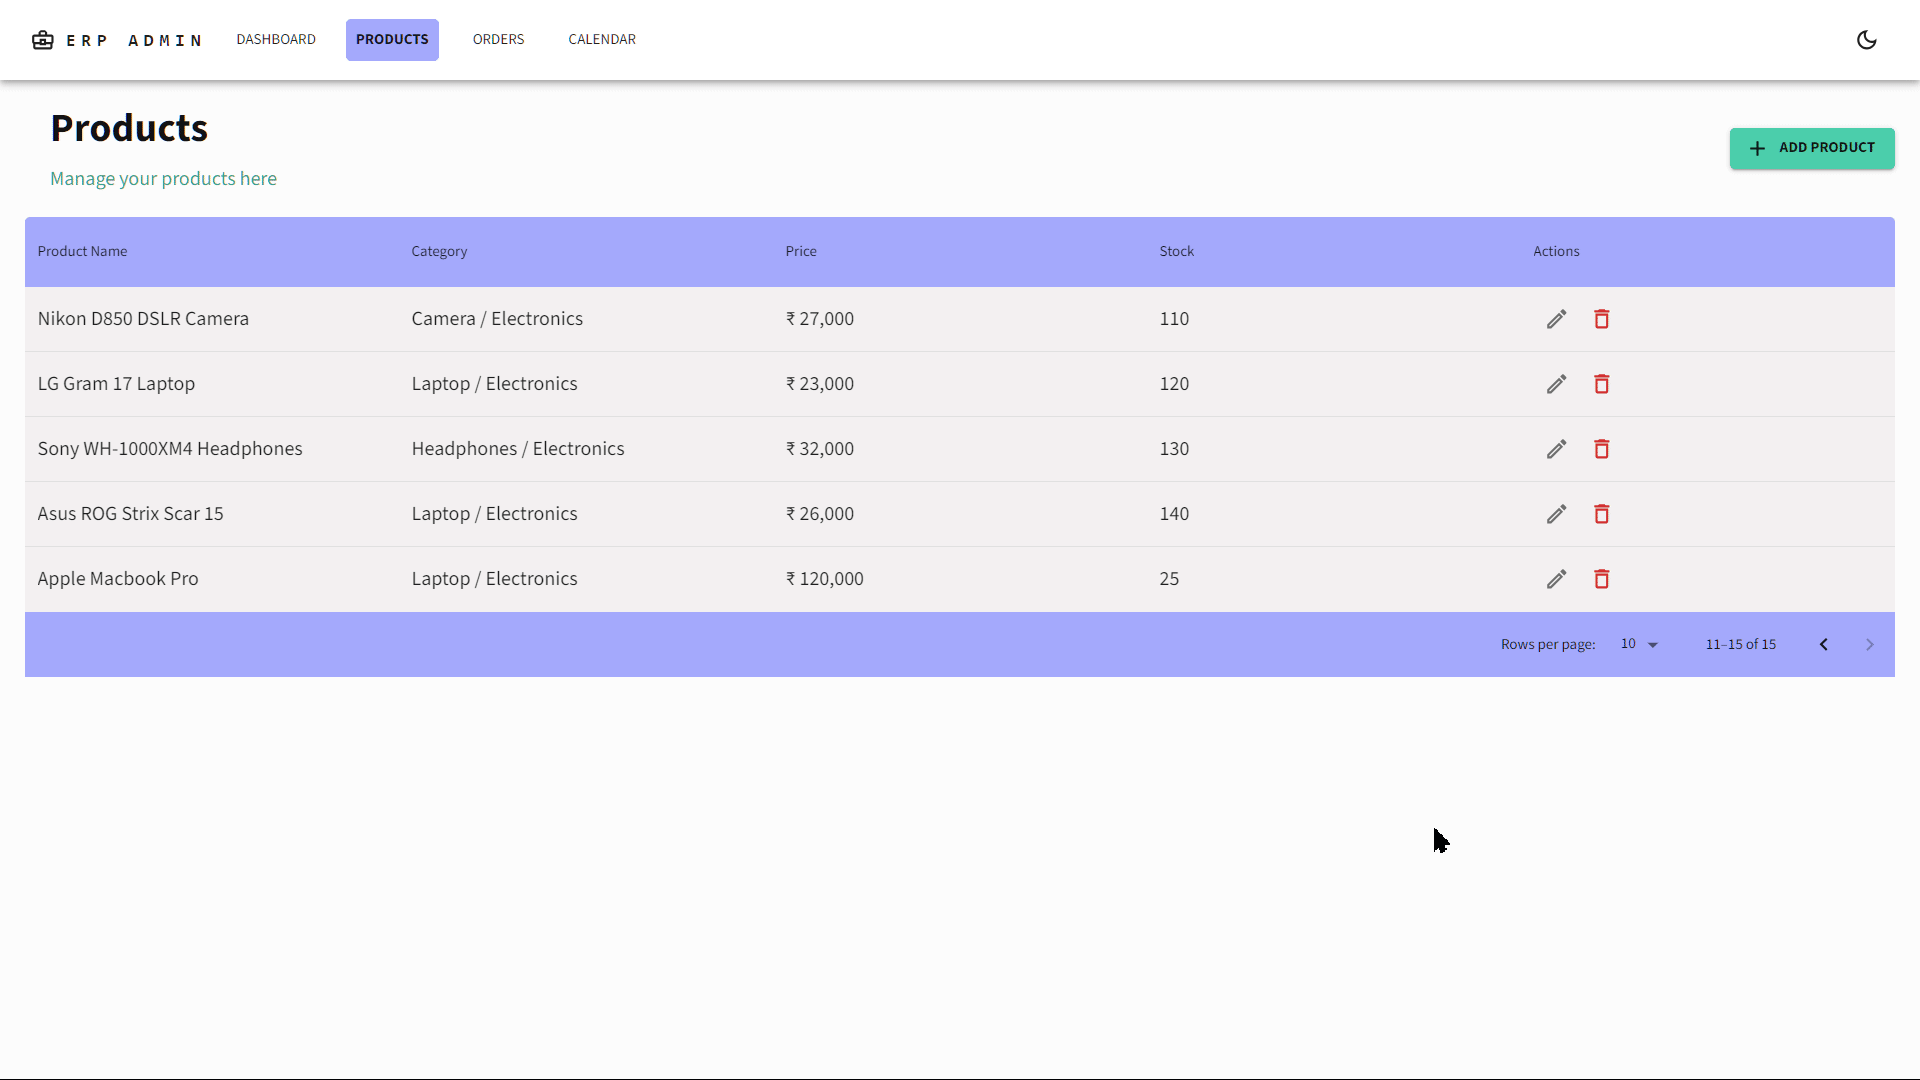 ERP ADMIN DASHBOARD PRODUCTS ORDERS CALENDAR
Products
Manage your products here
ADD PRODUCT
Product Name Category Price Stock Actions
Nikon D850 DSLR Camera Camera / Electronics ₹ 27,000 110
LG Gram 17 Laptop Laptop / Electronics ₹ 23,000 120
Sony WH-1000XM4 Headphones Headphones / Electronics ₹ 32,000 130
Asus ROG Strix Scar 15 Laptop / Electronics ₹ 26,000 140
Apple Macbook Pro Laptop / Electronics ₹ 120,000 25
Rows per page: 10 11–15 of 15